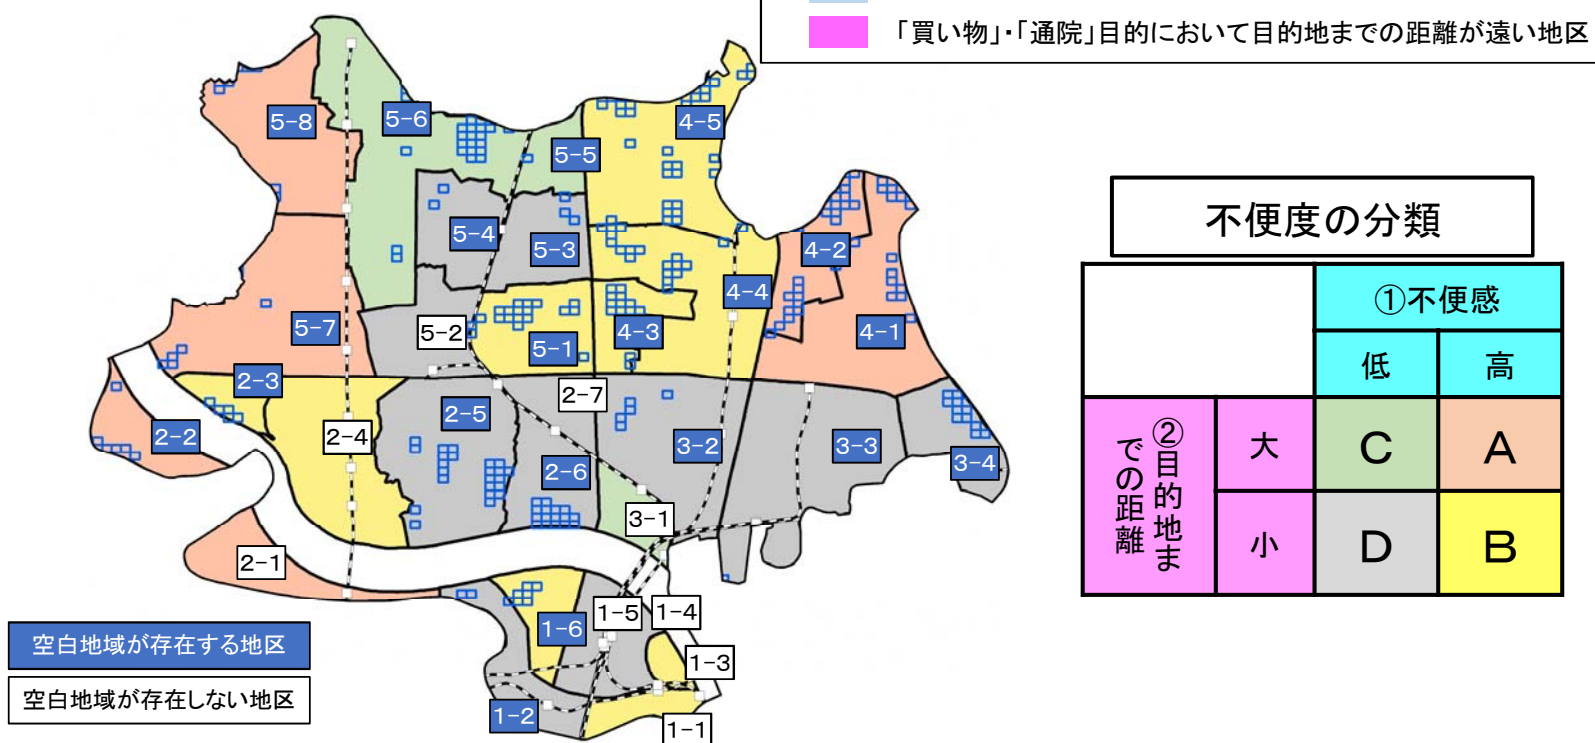 「買い物」・「通院」目的において目的地までの距離が遠い地区
5-8
5-6
4-5
5-5
5-4
5-3
4-2
4-4
5-7
5-2
5-1
4-3
4-1
2-3
2-7
2-2
2-4
2-5
3-2
3-3
3-4
2-6
3-1
2-1
1-5
1-4
1-6
1-3
1-2
1-1
空白地域が存在する地区
空白地域が存在しない地区
不便度の分類
①不便感
低
高
②目的地ま
での距離
大
C
A
小
D
B